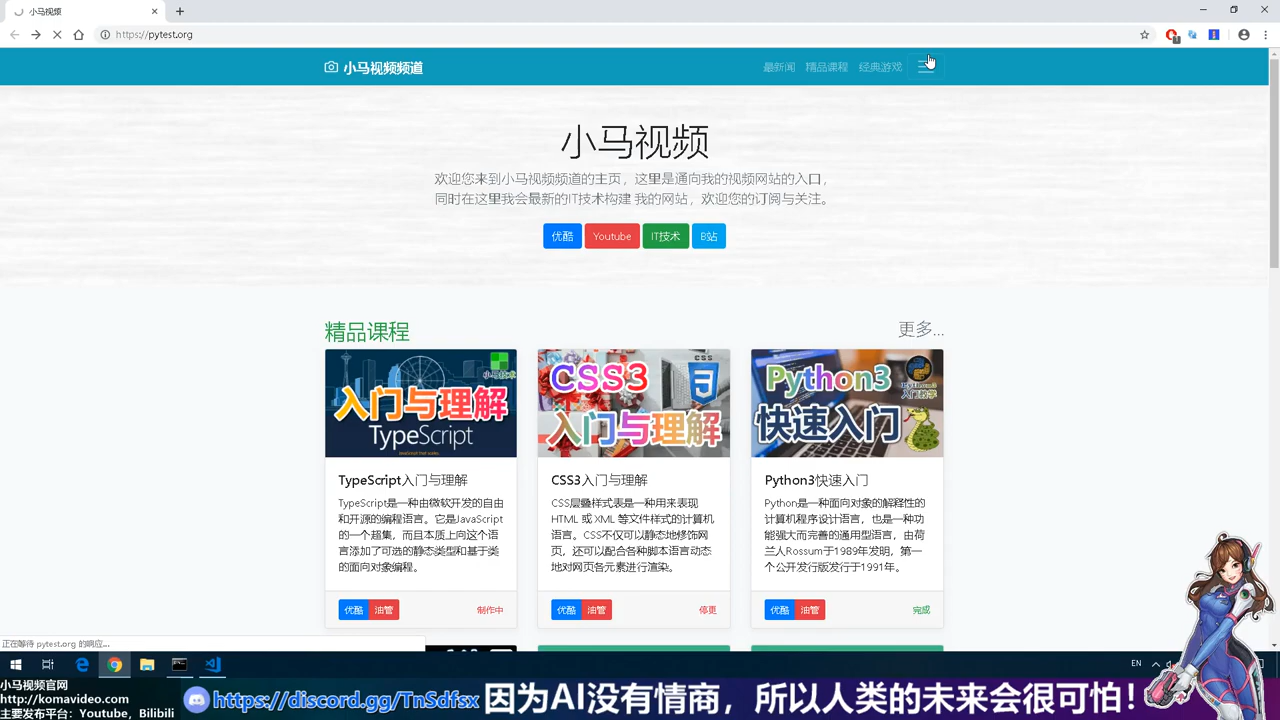 小马视频
https://pytest.org
小马视频频道
最新闻 精品课程 经典游戏
小马视频
欢迎您来到小马视频频道的主页，这里是通向我的视频网站的入口，
同时在这里我会最新的IT技术构建 我的网站，欢迎您的订阅与关注。
优酷 Youtube IT技术 B站
精品课程
更多...
小马技术
入门与理解
TypeScript
CSS
CSS3
入门与理解
Python3
快速入门
入门教学
TypeScript入门与理解
TypeScript是一种由微软开发的自由
和开源的编程语言。它是JavaScript
的一个超集，而且本质上向这个语
言添加了可选的静态类型和基于类
的面向对象编程。
优酷 油管 制作中
CSS3入门与理解
CSS层叠样式表是一种用来表现
HTML 或 XML 等文件样式的计算机
语言。CSS不仅可以静态地修饰网
页，还可以配合各种脚本语言动态
地对网页各元素进行渲染。
优酷 油管 停更
Python3快速入门
Python是一种面向对象的解释性的
计算机程序设计语言，也是一种功
能强大而完善的通用型语言，由荷
兰人Rossum于1989年发明，第一
个公开发行版发行于1991年。
优酷 油管 完成
正在等待 pytest.org 的响应...
EN
小马视频官网
http://komavideo.com
主要发布平台：Youtube，Bilibili
https://discord.gg/TnSdfsx 因为AI没有情商，所以人类的未来会很可怕！